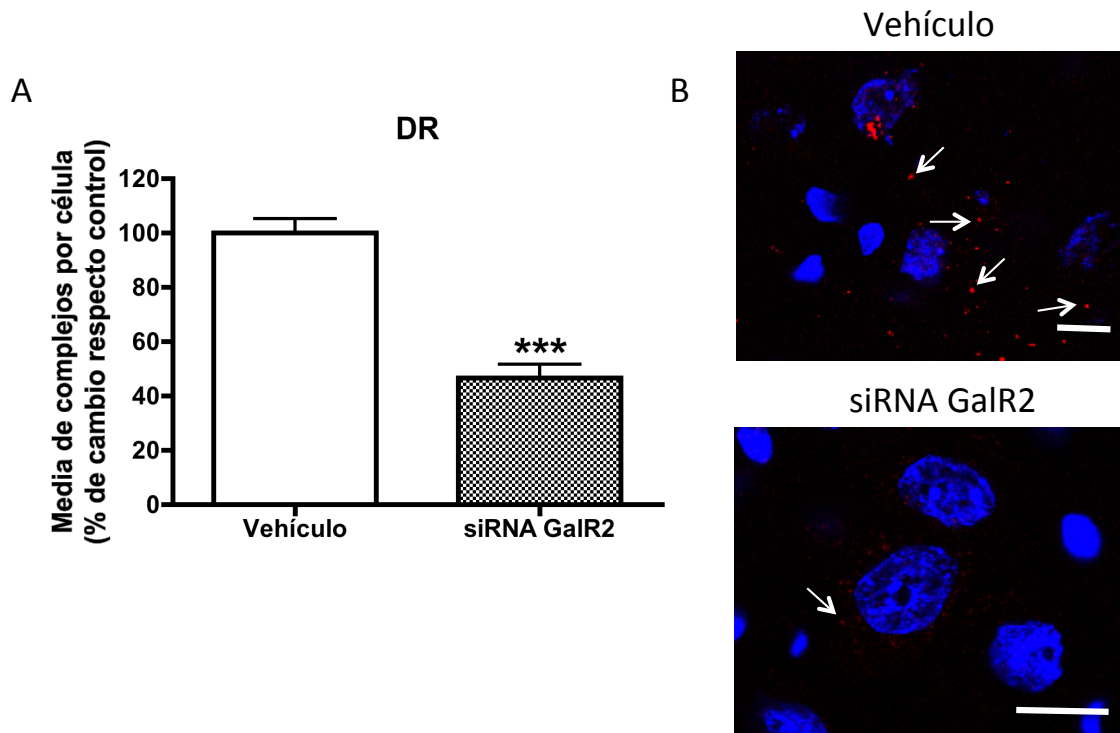 A
DR
Media de complejos por célula
(% de cambio respecto control)
120
100
80
60
40
20
0
***
Vehículo
siRNA GalR2
B
Vehículo
siRNA GalR2